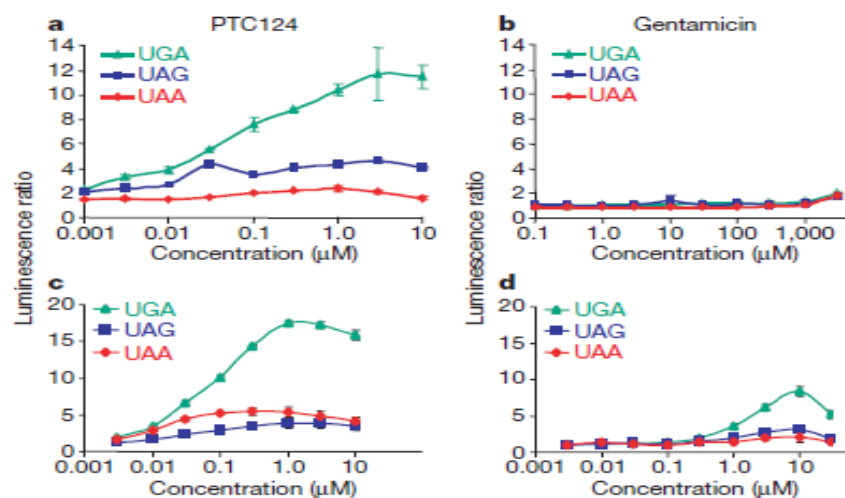 a PTC124
14
12
10
8
6
4
2
0
UGA
UAG
UAA
0.001 0.01 0.1 1.0 10
Concentration (μM)
b Gentamicin
14
12
10
8
6
4
2
0
UGA
UAG
UAA
0.1 1.0 10 100 1,000
Concentration (μM)
Luminescence ratio
Luminescence ratio
c
20
15
10
5
0
UGA
UAG
UAA
0.001 0.01 0.1 1.0 10
Concentration (μM)
d
20
15
10
5
0
UGA
UAG
UAA
0.001 0.01 0.1 1.0 10
Concentration (μM)